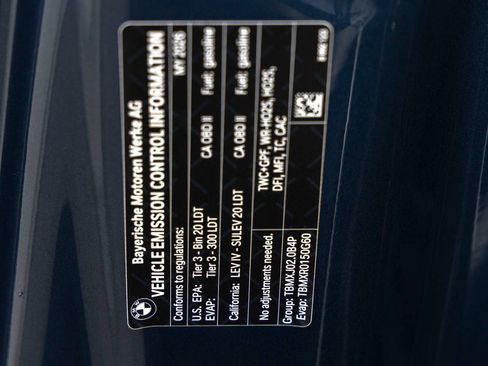 Bayerische Motoren Werke AG
VEHICLE EMISSION CONTROL INFORMATION MY 2026
Conforms to regulations:
U.S. EPA: Tier 3 - Bin 20 LDT CA OBD II Fuel: gasoline
EVAP: Tier 3 - 300 LDT
California: LEV IV - SULEV 20 LDT CA OBD II Fuel: gasoline
No adjustments needed. TWC+GPF, WR-HO2S, HO2S,
Group: TBMXJ02.0B4P DFI, MFI, TC, CAC
Evap: TBMXR0150G60